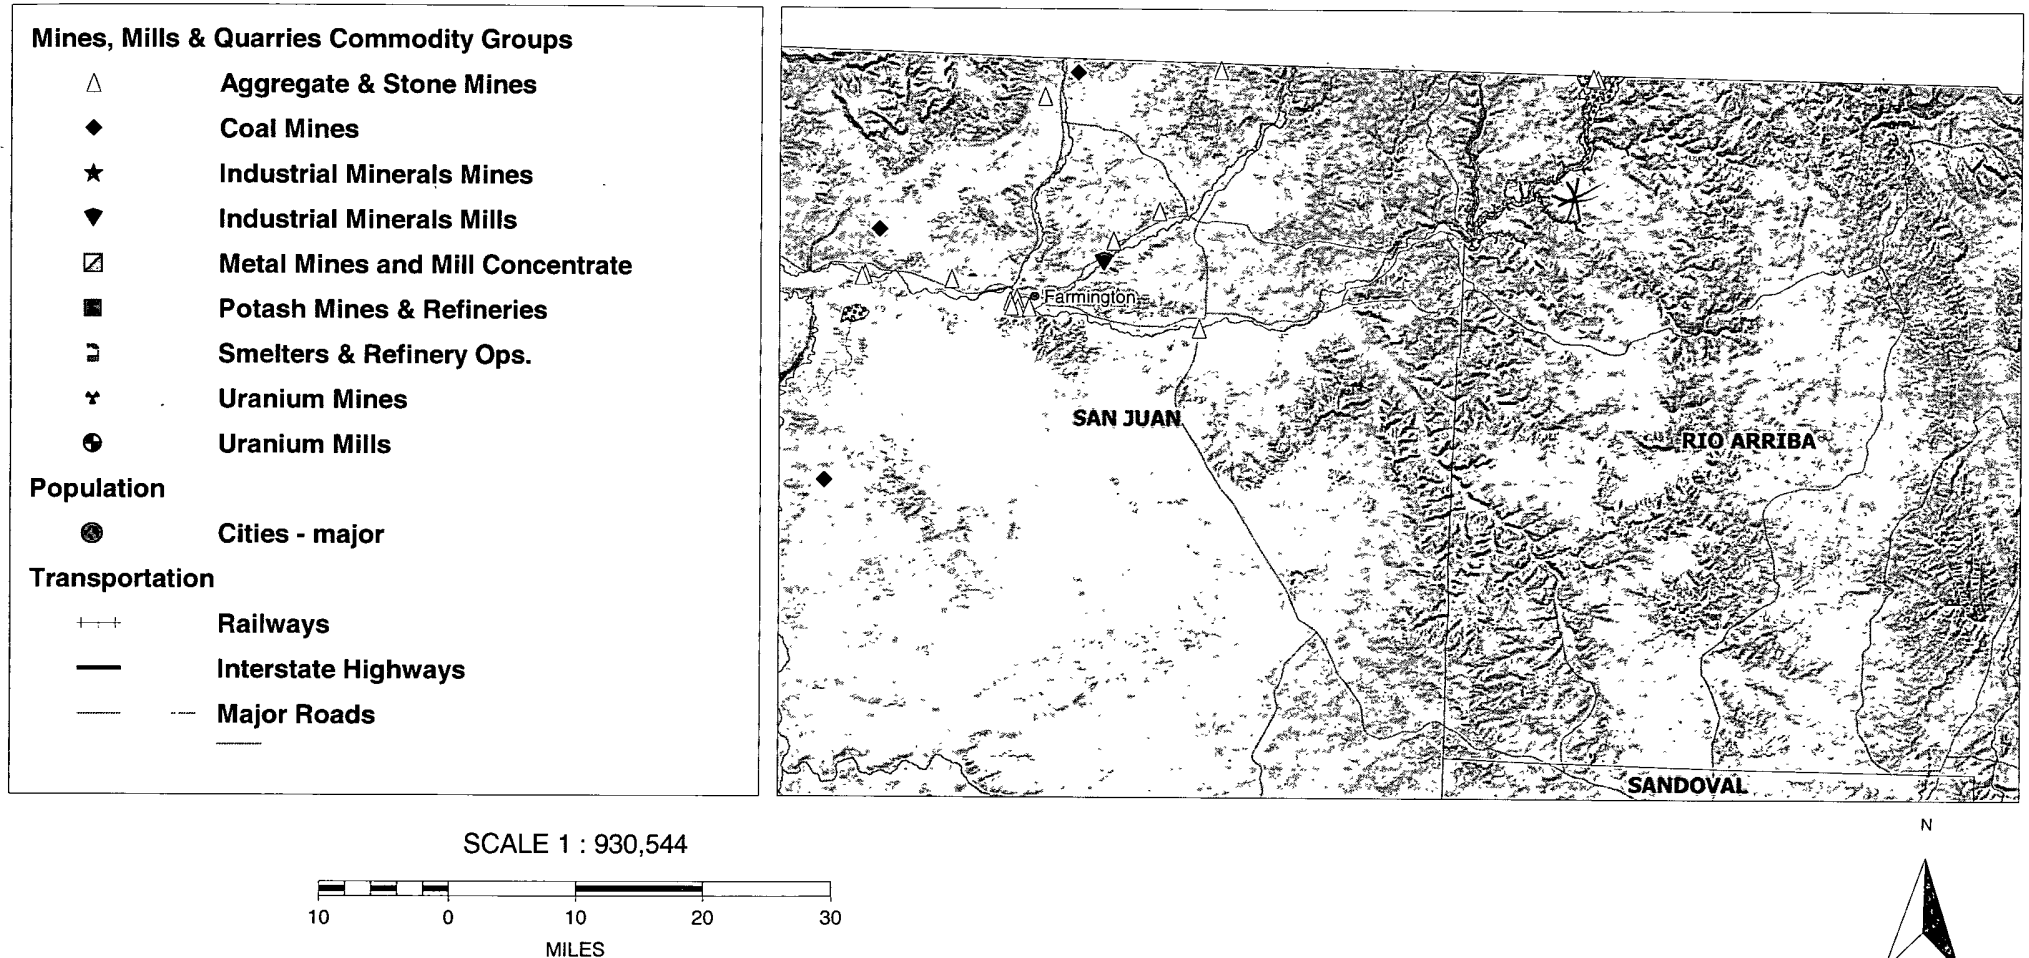 Mines, Mills & Quarries Commodity Groups
Aggregate & Stone Mines
Coal Mines
Industrial Minerals Mines
Industrial Minerals Mills
Metal Mines and Mill Concentrate
Potash Mines & Refineries
Smelters & Refinery Ops.
Uranium Mines
Uranium Mills
Population
Cities - major
Transportation
Railways
Interstate Highways
Major Roads
Farmington
SAN JUAN
RIO ARRIBA
SANDOVAL
SCALE 1 : 930,544
10 0 10 20 30
MILES
N